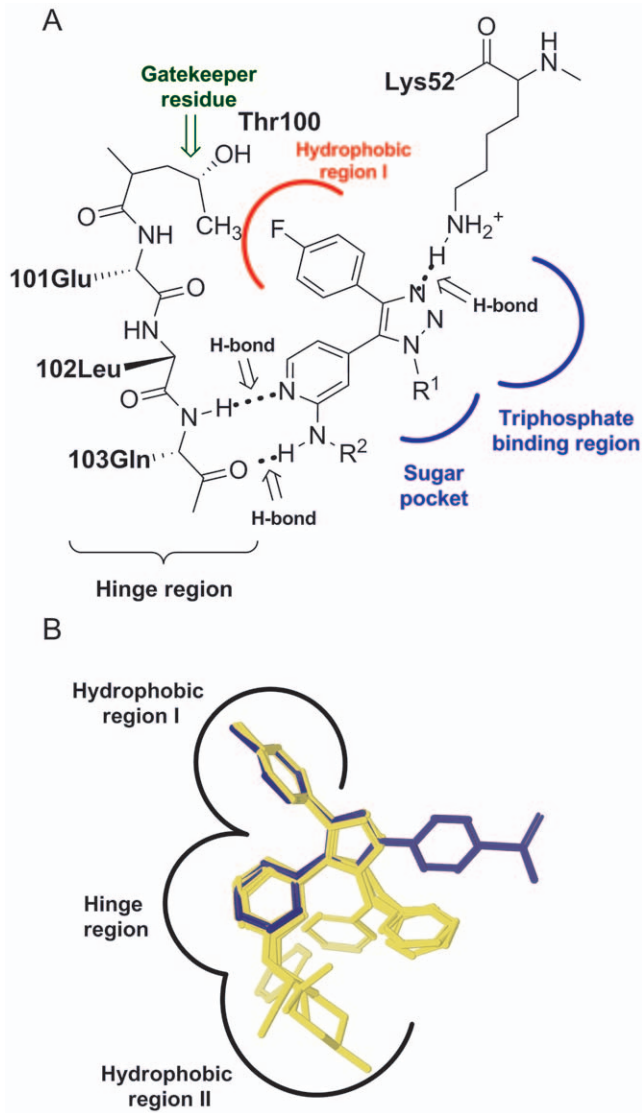 A
Gatekeeper
residue
Thr100
OH
CH₃
Hydrophobic
region I
Lys52
O
H
N
NH₂⁺
H
H-bond
F
N
N
N
R¹
O
NH
101Glu
O
NH
102Leu
O
N
H
H-bond
N
103Gln
O
H
N
R²
H-bond
Triphosphate
binding region
Sugar
pocket
Hinge region
B
Hydrophobic
region I
Hinge
region
Hydrophobic
region II